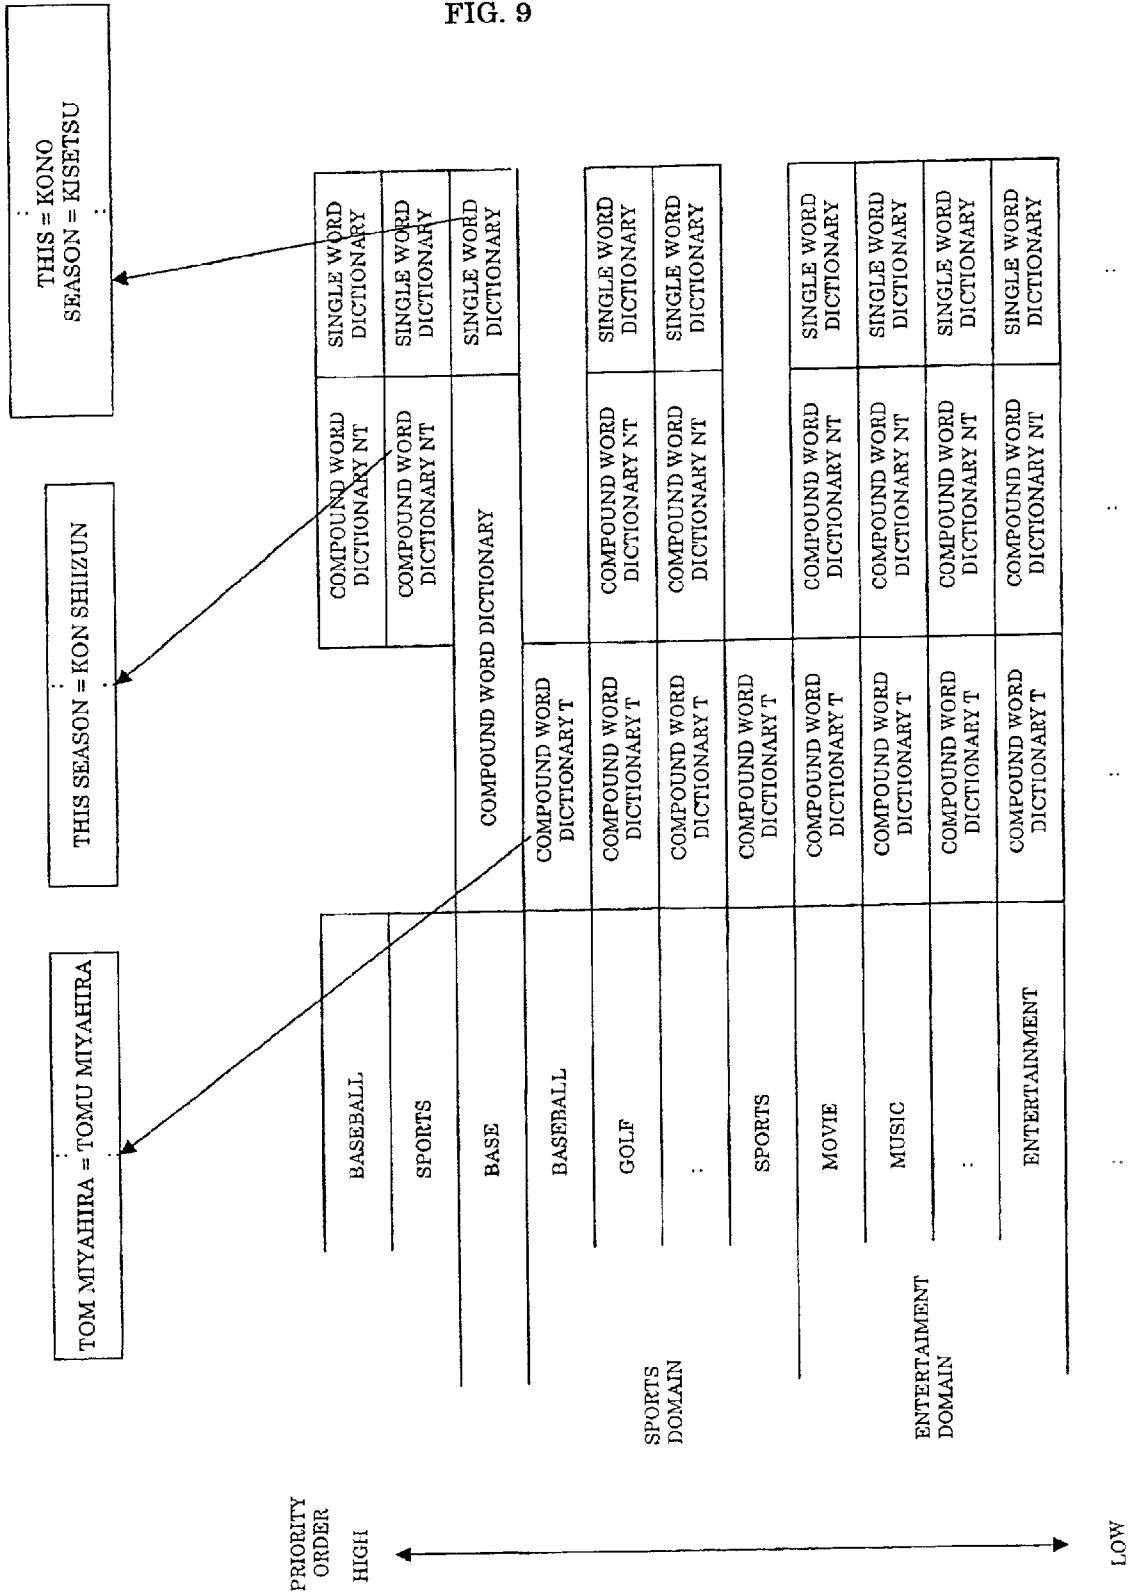 FIG. 9
TOM MIYAHIRA = TOMU MIYAHIRA
:
THIS SEASON = KON SHIIZUN
:
:
THIS = KONO
SEASON = KISETSU
:
PRIORITY
ORDER
HIGH
LOW
BASEBALL
COMPOUND WORD
DICTIONARY NT
SINGLE WORD
DICTIONARY
SPORTS
COMPOUND WORD
DICTIONARY NT
SINGLE WORD
DICTIONARY
BASE
COMPOUND WORD DICTIONARY
SINGLE WORD
DICTIONARY
SPORTS
DOMAIN
BASEBALL
COMPOUND WORD
DICTIONARY T
GOLF
COMPOUND WORD
DICTIONARY T
COMPOUND WORD
DICTIONARY NT
SINGLE WORD
DICTIONARY
:
COMPOUND WORD
DICTIONARY T
COMPOUND WORD
DICTIONARY NT
SINGLE WORD
DICTIONARY
SPORTS
COMPOUND WORD
DICTIONARY T
ENTERTAIMENT
DOMAIN
MOVIE
COMPOUND WORD
DICTIONARY T
COMPOUND WORD
DICTIONARY NT
SINGLE WORD
DICTIONARY
MUSIC
COMPOUND WORD
DICTIONARY T
COMPOUND WORD
DICTIONARY NT
SINGLE WORD
DICTIONARY
:
COMPOUND WORD
DICTIONARY T
COMPOUND WORD
DICTIONARY NT
SINGLE WORD
DICTIONARY
ENTERTAINMENT
COMPOUND WORD
DICTIONARY T
COMPOUND WORD
DICTIONARY NT
SINGLE WORD
DICTIONARY
: : : :